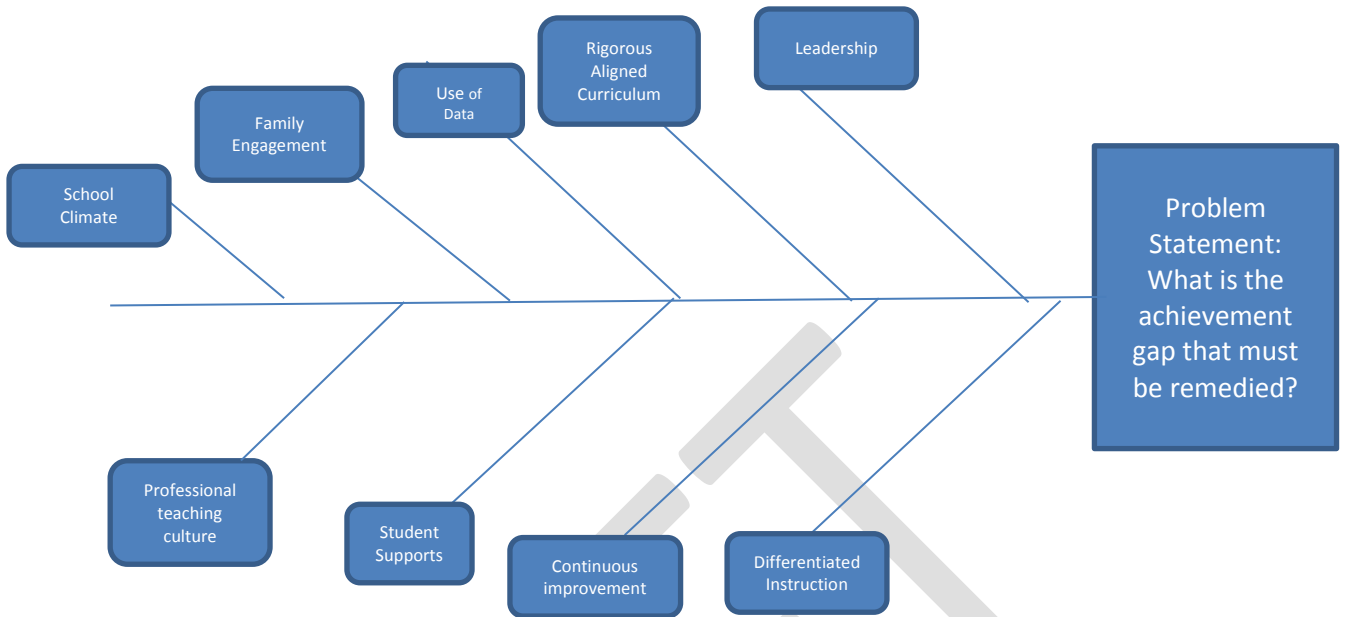 Rigorous
Aligned
Curriculum
Leadership
Use of
Data
Family
Engagement
School
Climate
Problem
Statement:
What is the
achievement
gap that must
be remedied?
Professional
teaching
culture
Student
Supports
Continuous
improvement
Differentiated
Instruction